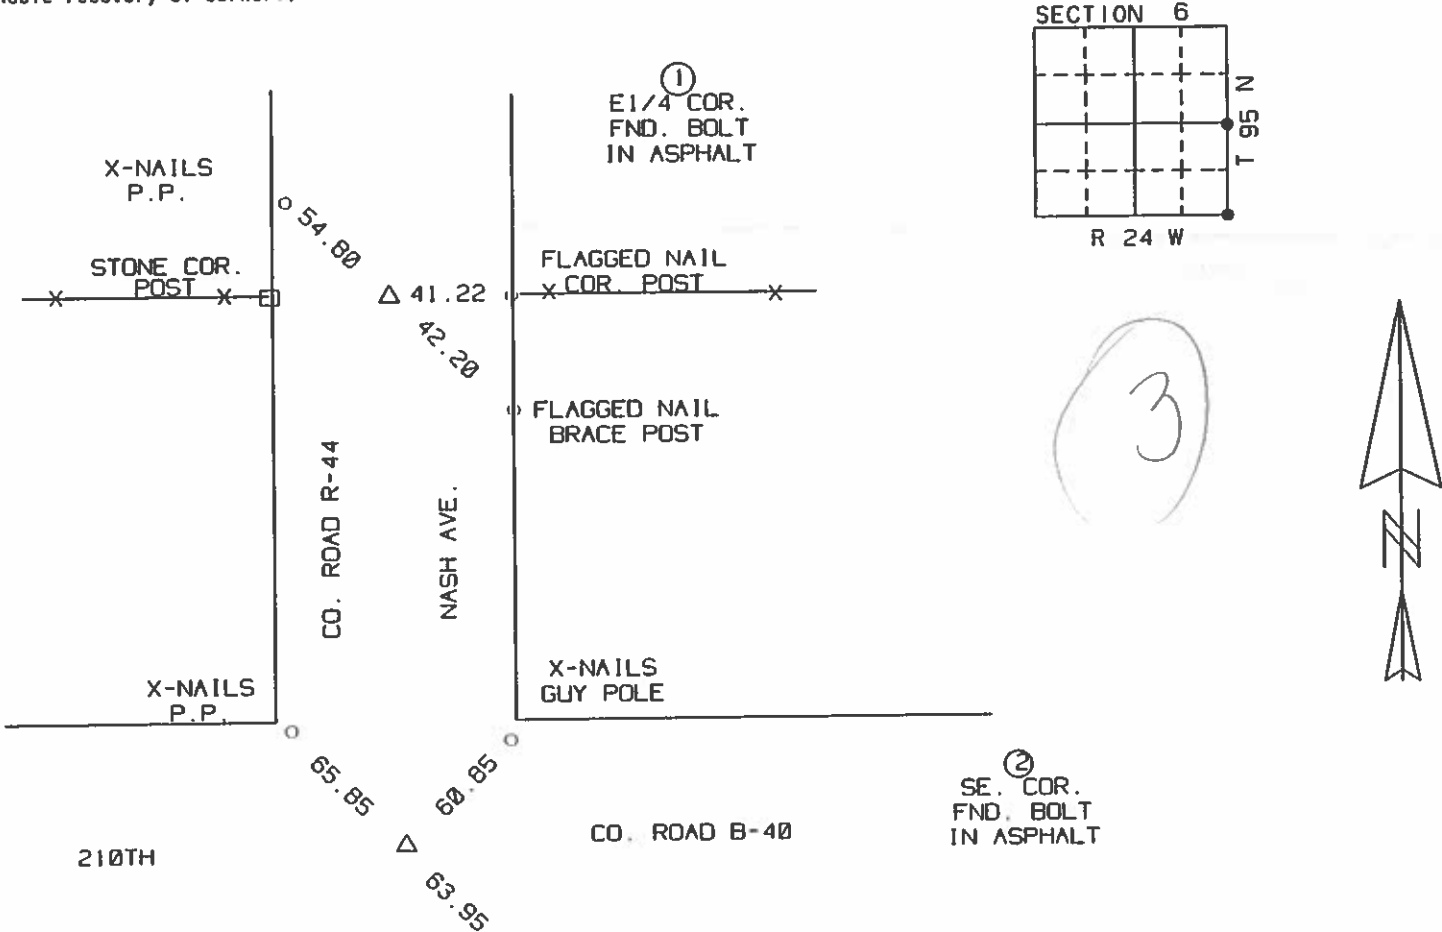 SECTION 6
T 95 N
R 24 W
1
E1/4 COR.
FND. BOLT
IN ASPHALT
X-NAILS
P.P.
54.80
STONE COR.
POST
41.22
FLAGGED NAIL
COR. POST
42.20
FLAGGED NAIL
BRACE POST
3
N
CO. ROAD R-44
NASH AVE.
X-NAILS
P.P.
X-NAILS
GUY POLE
65.85
60.85
63.95
210TH
CO. ROAD B-40
2
SE. COR.
FND. BOLT
IN ASPHALT